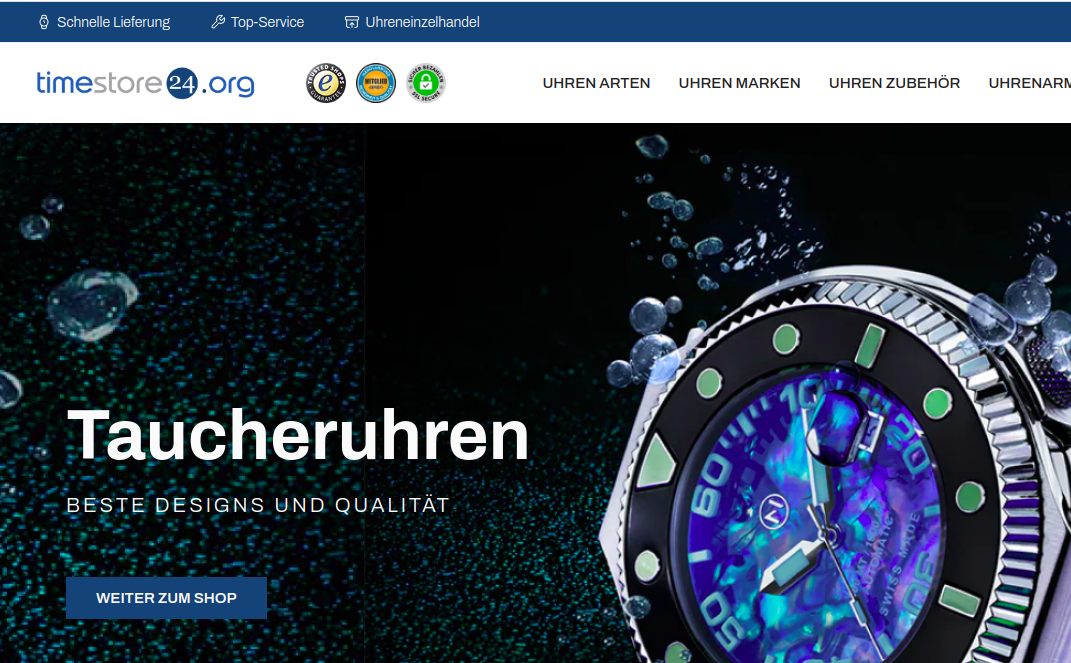 Schnelle Lieferung Top-Service Uhreneinzelhandel
timestore24.org
TRUSTED SHOPS
e
GUARANTEE
MITGLIED
SICHER BEZAHLEN
SSL SECURE
UHREN ARTEN UHREN MARKEN UHREN ZUBEHÖR UHRENARM
Taucheruhren
BESTE DESIGNS UND QUALITÄT
WEITER ZUM SHOP
10
20
60
50
N
AUTOMATIC
SWISS MADE